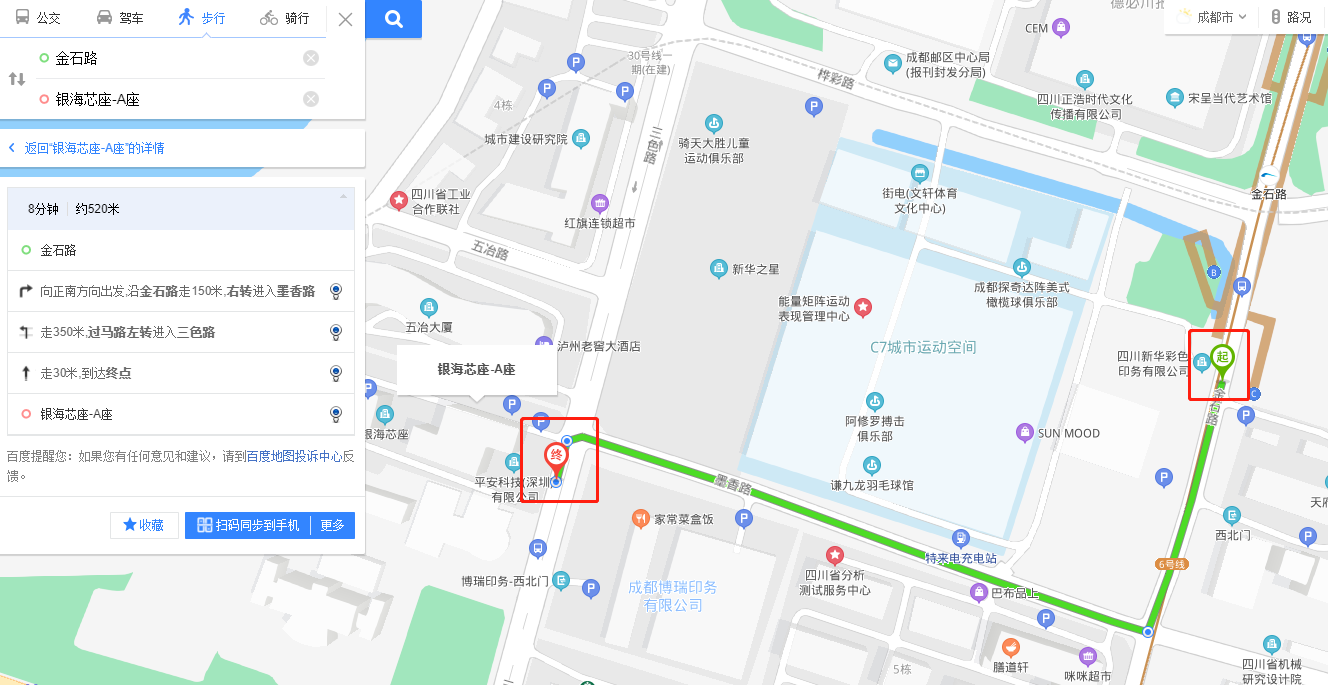 公交
驾车
步行
骑行
金石路
银海芯座-A座
返回"银海芯座-A座"的详情
8分钟
约520米
金石路
向正南方向出发,沿金石路走150米,右转进入墨香路
走350米,过马路左转进入三色路
走30米,到达终点
银海芯座-A座
百度提醒您：如果您有任何意见和建议，请到百度地图投诉中心反
馈。
收藏
扫码同步到手机
更多
成都市
路况
CEM
30号线一
期(在建)
桦彩路
成都邮区中心局
(报刊封发分局)
四川正浩时代文化
传播有限公司
宋呈当代艺术馆
4栋
城市建设研究院
三色路
骑天大胜儿童
运动俱乐部
四川省工业
合作联社
红旗连锁超市
街电(文轩体育
文化中心)
金石路
五冶路
新华之星
成都探奇达阵美式
橄榄球俱乐部
能量矩阵运动
表现管理中心
五冶大厦
泸州老窖大酒店
C7城市运动空间
四川新华彩色
印务有限公司
起
B
C
金石路
银海芯座-A座
银海芯座
阿修罗搏击
俱乐部
SUN MOOD
终
平安科技(深圳)
有限公司
墨香路
谦九龙羽毛球馆
家常菜盒饭
西北门
天府
特来电充电站
6号线
博瑞印务-西北门
成都博瑞印务
有限公司
四川省分析
测试服务中心
巴布品上
5栋
膳道轩
咪咪超市
四川省机械
研究设计院
P
P
P
P
P
P
P
P
P
P
P
P
P
P